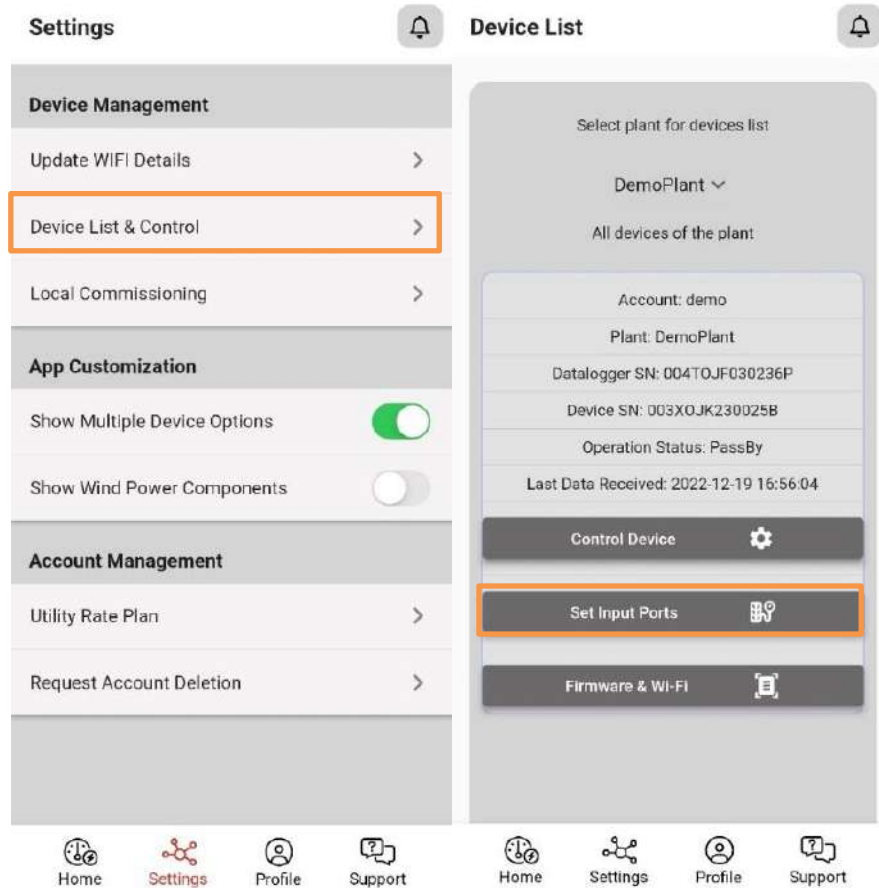 Settings
Device Management
Update WIFI Details
Device List & Control
Local Commissioning
App Customization
Show Multiple Device Options
Show Wind Power Components
Account Management
Utility Rate Plan
Request Account Deletion
Home
Settings
Profile
Support
Device List
Select plant for devices list
DemoPlant
All devices of the plant
Account: demo
Plant: DemoPlant
Datalogger SN: 004TOJF030236P
Device SN: 003XOJK230025B
Operation Status: PassBy
Last Data Received: 2022-12-19 16:56:04
Control Device
Set Input Ports
Firmware & Wi-Fi
Home
Settings
Profile
Support